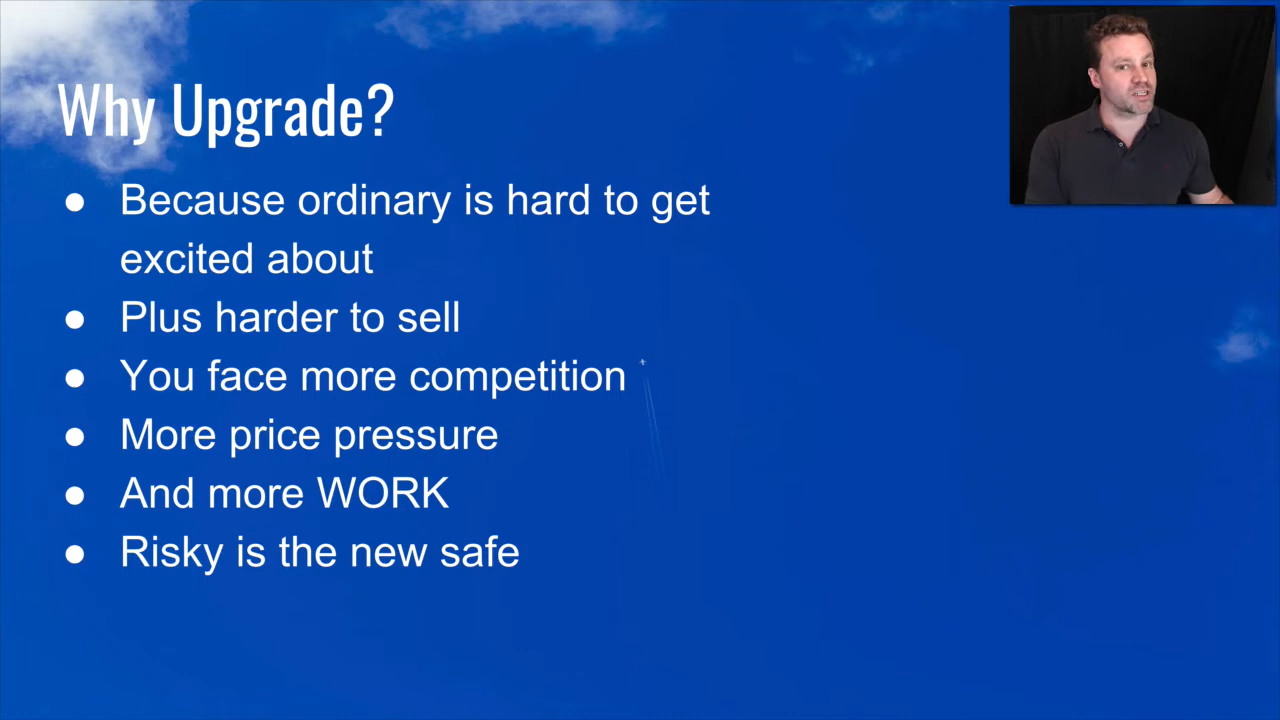 Why Upgrade?
● Because ordinary is hard to get
excited about
● Plus harder to sell
● You face more competition
● More price pressure
● And more WORK
● Risky is the new safe